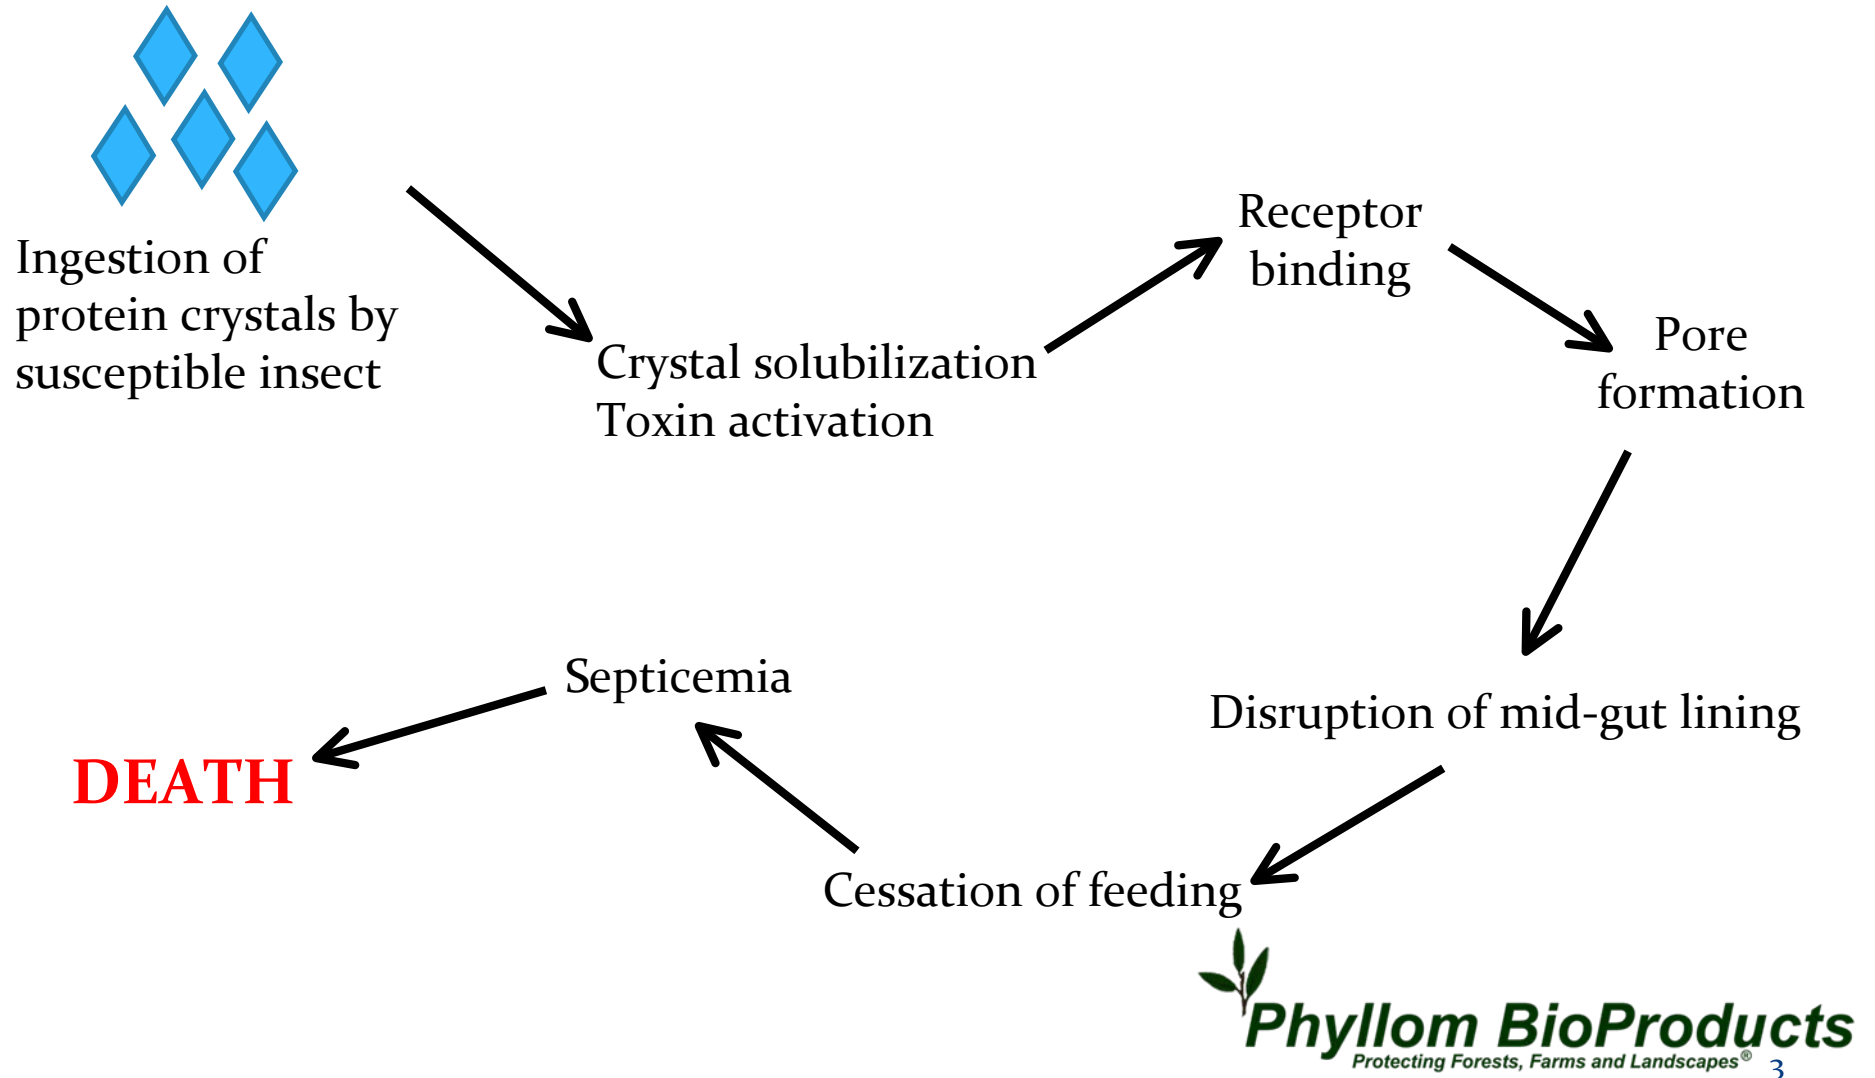 Ingestion of
protein crystals by
susceptible insect
Crystal solubilization
Toxin activation
Receptor
binding
Pore
formation
Disruption of mid-gut lining
Cessation of feeding
Septicemia
DEATH
Phyllom BioProducts
Protecting Forests, Farms and Landscapes®
3